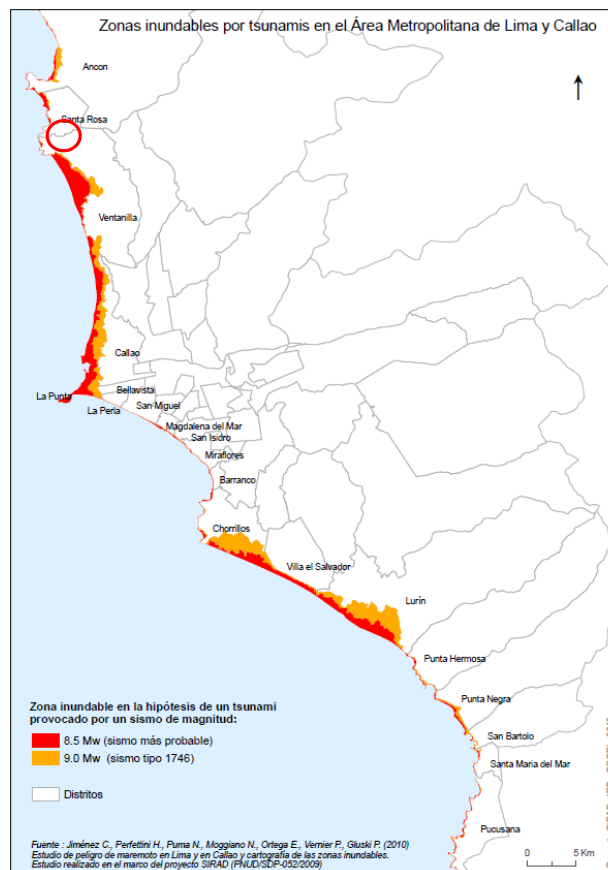 Zonas inundables por tsunamis en el Área Metropolitana de Lima y Callao
Ancon
Santa Rosa
Ventanilla
Callao
La Punta
Bellavista
La Perla
San Miguel
Magdalena del Mar
San Isidro
Miraflores
Barranco
Chorrillos
Villa el Salvador
Lurín
Punta Hermosa
Punta Negra
San Bartolo
Santa Maria del Mar
Pucusana
Zona inundable en la hipótesis de un tsunami
provocado por un sismo de magnitud:
8.5 Mw (sismo más probable)
9.0 Mw (sismo tipo 1746)
Distritos
Fuente : Jiménez C., Perfettini H., Puma N., Moggiano N., Ortega E., Vernier P., Gluski P. (2010)
Estudio de peligro de maremoto en Lima y en Callao y cartografía de las zonas inundables.
Estudio realizado en el marco del proyecto SIRAD (PNUD/SDP-052/2009)
0 5 Km